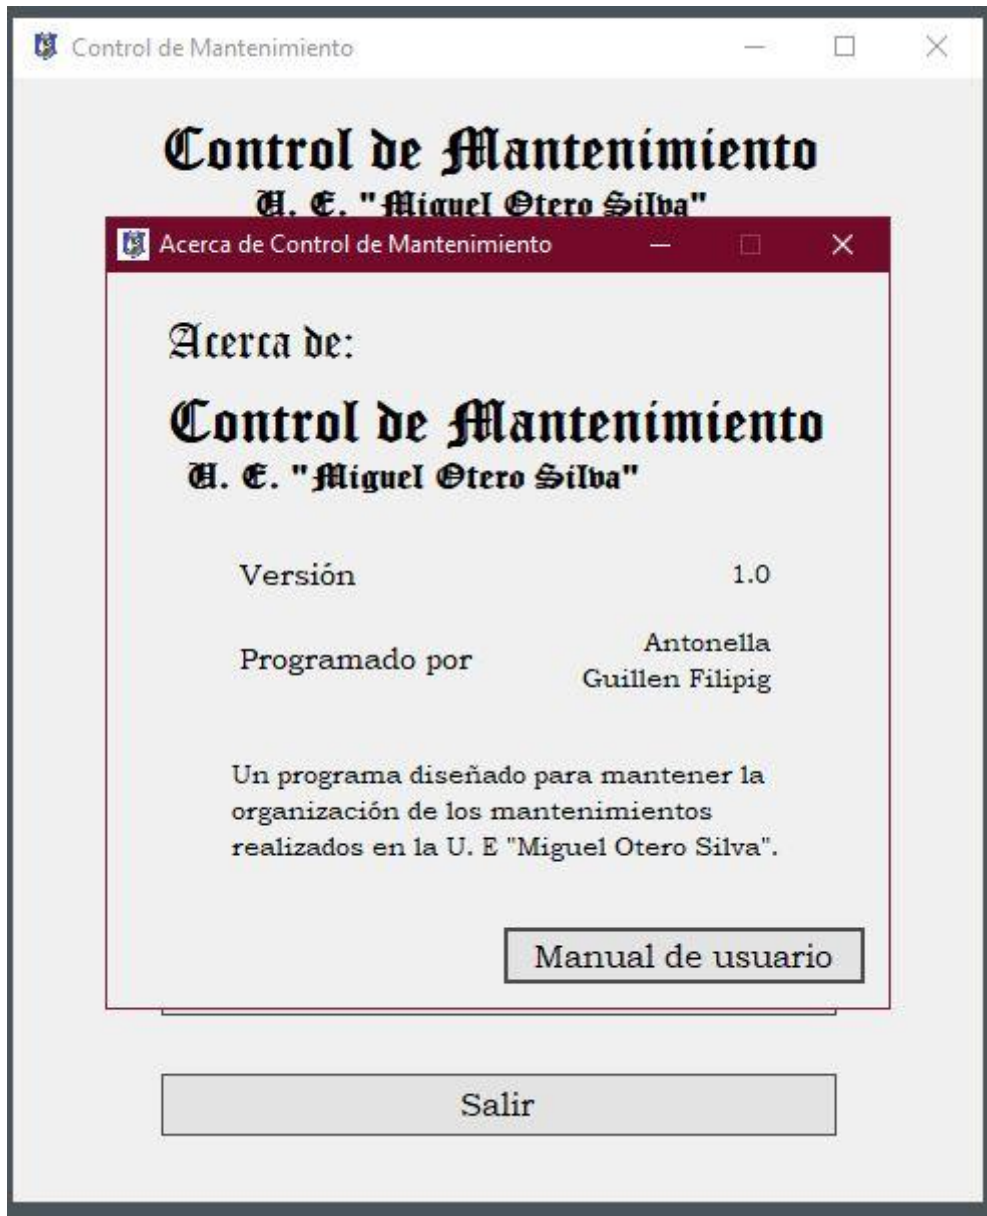 Control de Mantenimiento
Control de Mantenimiento
U. E. "Miguel Otero Silva"
Acerca de Control de Mantenimiento
Acerca de:
Control de Mantenimiento
U. E. "Miguel Otero Silva"
Versión 1.0
Programado por Antonella
Guillen Filipig
Un programa diseñado para mantener la
organización de los mantenimientos
realizados en la U. E "Miguel Otero Silva".
Manual de usuario
Salir